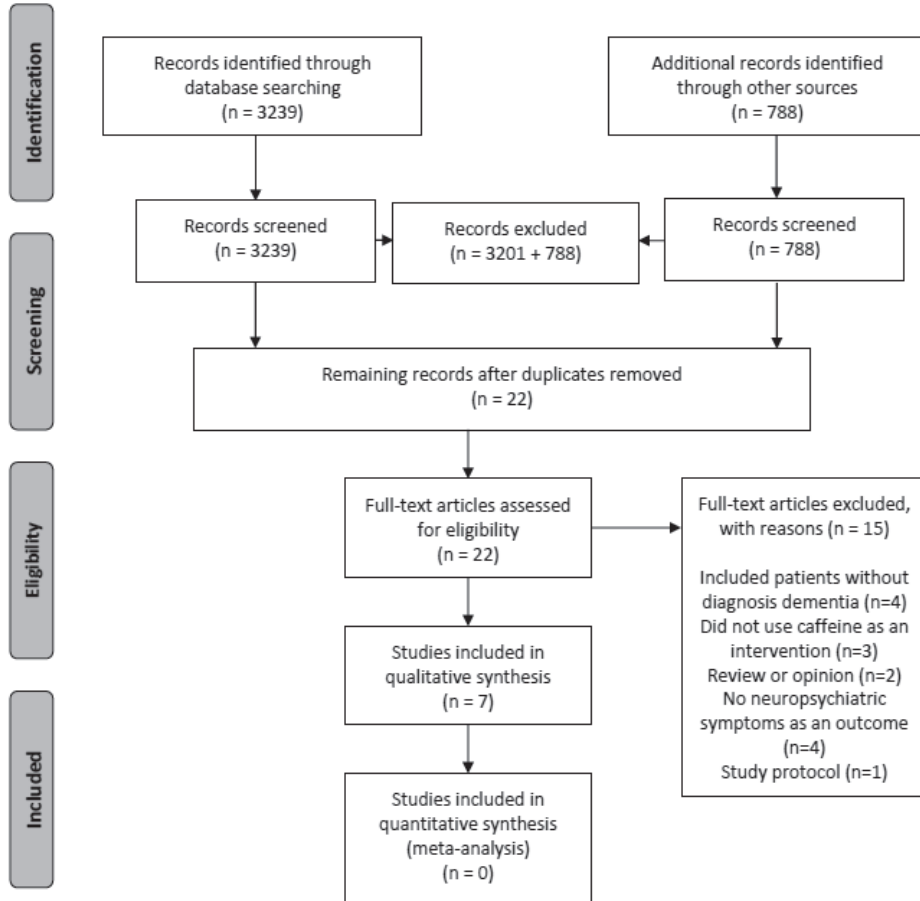 Identification
Records identified through
database searching
(n = 3239)
Additional records identified
through other sources
(n = 788)
Screening
Records screened
(n = 3239)
Records excluded
(n = 3201 + 788)
Records screened
(n = 788)
Remaining records after duplicates removed
(n = 22)
Eligibility
Full-text articles assessed
for eligibility
(n = 22)
Full-text articles excluded,
with reasons (n = 15)
Included patients without
diagnosis dementia (n=4)
Did not use caffeine as an
intervention (n=3)
Review or opinion (n=2)
No neuropsychiatric
symptoms as an outcome
(n=4)
Study protocol (n=1)
Studies included in
qualitative synthesis
(n = 7)
Included
Studies included in
quantitative synthesis
(meta-analysis)
(n = 0)